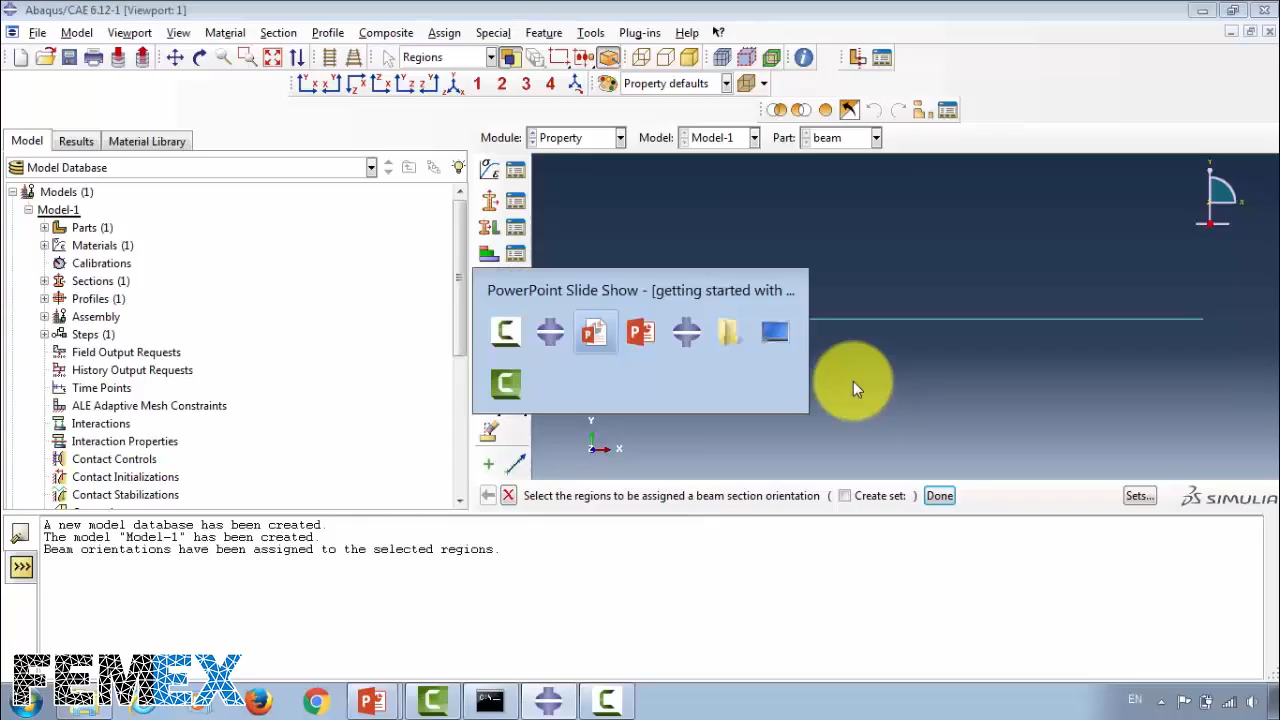 Abaqus/CAE 6.12-1 [Viewport: 1]
File Model Viewport View Material Section Profile Composite Assign Special Feature Tools Plug-ins Help
Regions
1 2 3 4 Property defaults
Model Results Material Library
Module: Property Model: Model-1 Part: beam
Model Database
Models (1)
Model-1
Parts (1)
Materials (1)
Calibrations
Sections (1)
Profiles (1)
Assembly
Steps (1)
Field Output Requests
History Output Requests
Time Points
ALE Adaptive Mesh Constraints
Interactions
Interaction Properties
Contact Controls
Contact Initializations
Contact Stabilizations
PowerPoint Slide Show - [getting started with ...
Y
X
Y
Z X
Select the regions to be assigned a beam section orientation ( Create set: ) Done Sets...
SIMULIA
A new model database has been created.
The model "Model-1" has been created.
Beam orientations have been assigned to the selected regions.
FEMEX
EN